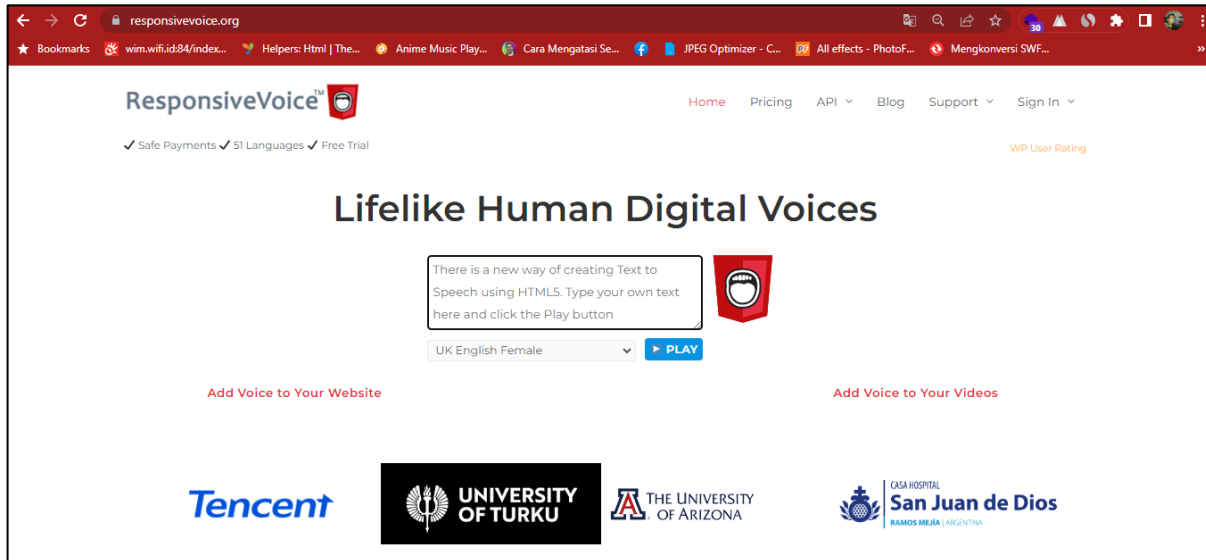 responsivevoice.org
30
Bookmarks wim.wifi.id:84/index... Helpers: Html | The... Anime Music Play... Cara Mengatasi Se... JPEG Optimizer - C... All effects - PhotoF... Mengkonversi SWF... »
ResponsiveVoice™ Home Pricing API Blog Support Sign In
✓ Safe Payments ✓ 51 Languages ✓ Free Trial WP User Rating
Lifelike Human Digital Voices
There is a new way of creating Text to
Speech using HTML5. Type your own text
here and click the Play button
UK English Female PLAY
Add Voice to Your Website Add Voice to Your Videos
Tencent
UNIVERSITY
OF TURKU
THE UNIVERSITY
OF ARIZONA
CASA HOSPITAL
San Juan de Dios
RAMOS MEJÍA | ARGENTINA